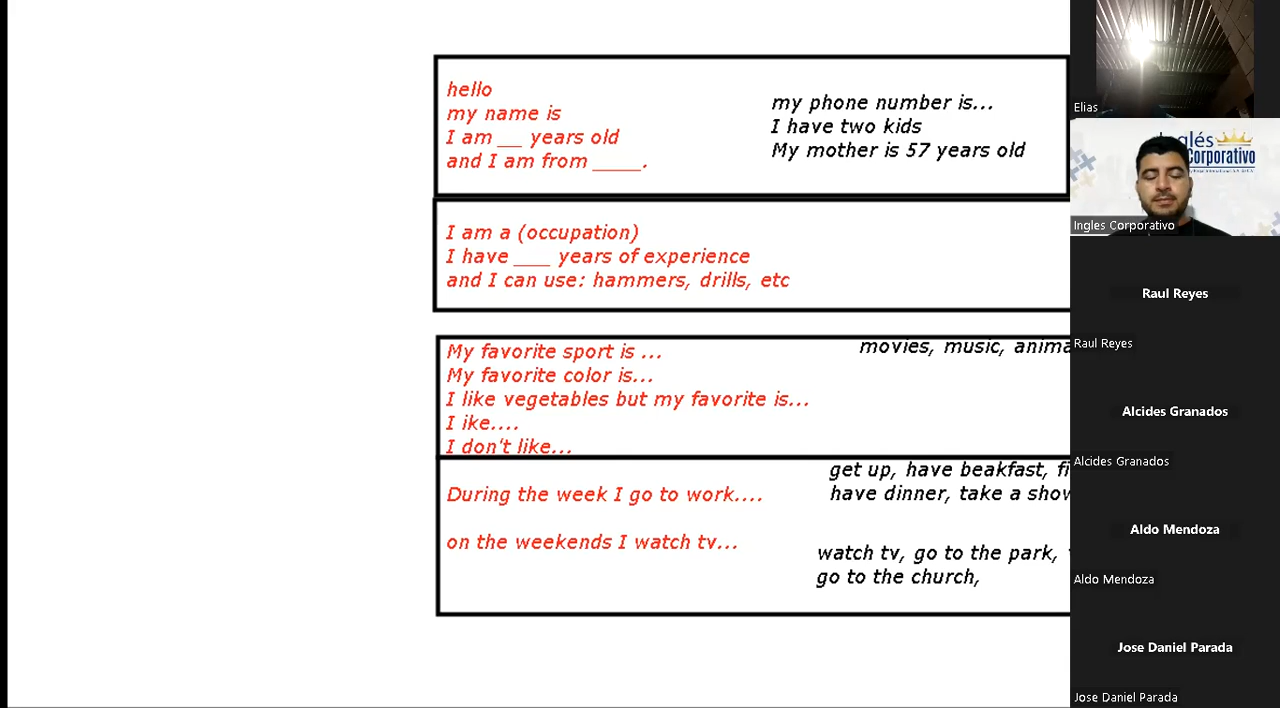 hello
my name is
I am __ years old
and I am from ____.
my phone number is...
I have two kids
My mother is 57 years old
I am a (occupation)
I have ___ years of experience
and I can use: hammers, drills, etc
My favorite sport is ...
My favorite color is...
I like vegetables but my favorite is...
I ike....
I don't like...
movies, music, anima
During the week I go to work....
on the weekends I watch tv...
get up, have beakfast, fi
have dinner, take a show
watch tv, go to the park,
go to the church,
Elias
Inglés
Corporativo
Ingles Corporativo
Raul Reyes
Raul Reyes
Alcides Granados
Alcides Granados
Aldo Mendoza
Aldo Mendoza
Jose Daniel Parada
Jose Daniel Parada